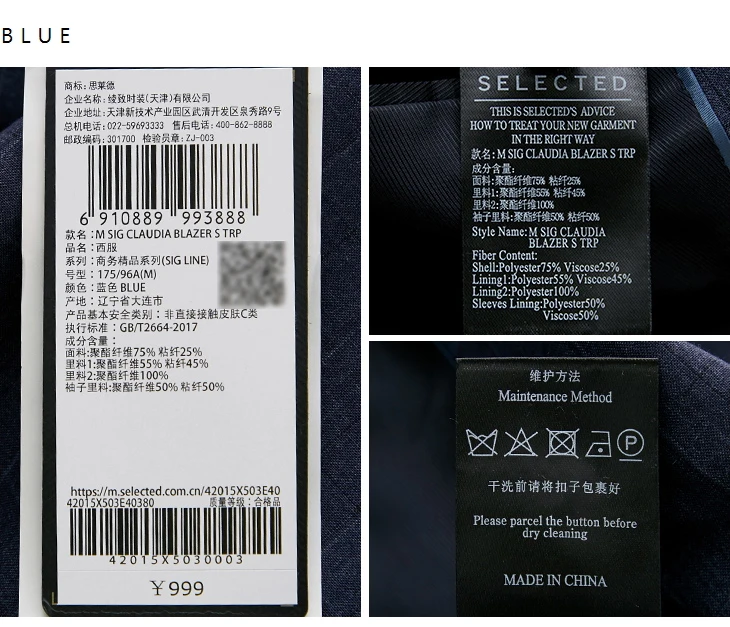 BLUE
商标: 思莱德
企业名称: 绫致时装(天津)有限公司
企业地址: 天津新技术产业园区武清开发区泉秀路9号
总机电话: 022-59693333 售后电话: 400-862-8888
邮政编码: 301700 检验员章: ZJ-003
6 910889 993888
款名: M SIG CLAUDIA BLAZER S TRP
品名: 西服
系列: 商务精品系列(SIG LINE)
号型: 175/96A(M)
颜色: 蓝色 BLUE
产地: 辽宁省大连市
产品基本安全类别: 非直接接触皮肤C类
执行标准: GB/T2664-2017
成分含量:
面料:聚酯纤维75% 粘纤25%
里料1:聚酯纤维55% 粘纤45%
里料2:聚酯纤维100%
袖子里料:聚酯纤维50% 粘纤50%
https://m.selected.com.cn/42015X503E40
42015X503E40380 质量等级: 合格品
42015X5030003
¥999
SELECTED
THIS IS SELECTED'S ADVICE
HOW TO TREAT YOUR NEW GARMENT
IN THE RIGHT WAY
款名: M SIG CLAUDIA BLAZER S TRP
成分含量:
面料:聚酯纤维75% 粘纤25%
里料1:聚酯纤维55% 粘纤45%
里料2:聚酯纤维100%
袖子里料:聚酯纤维50% 粘纤50%
Style Name: M SIG CLAUDIA
BLAZER S TRP
Fiber Content:
Shell:Polyester75% Viscose25%
Lining1:Polyester55% Viscose45%
Lining2:Polyester100%
Sleeves Lining:Polyester50%
Viscose50%
维护方法
Maintenance Method
P
干洗前请将扣子包裹好
Please parcel the button before
dry cleaning
MADE IN CHINA